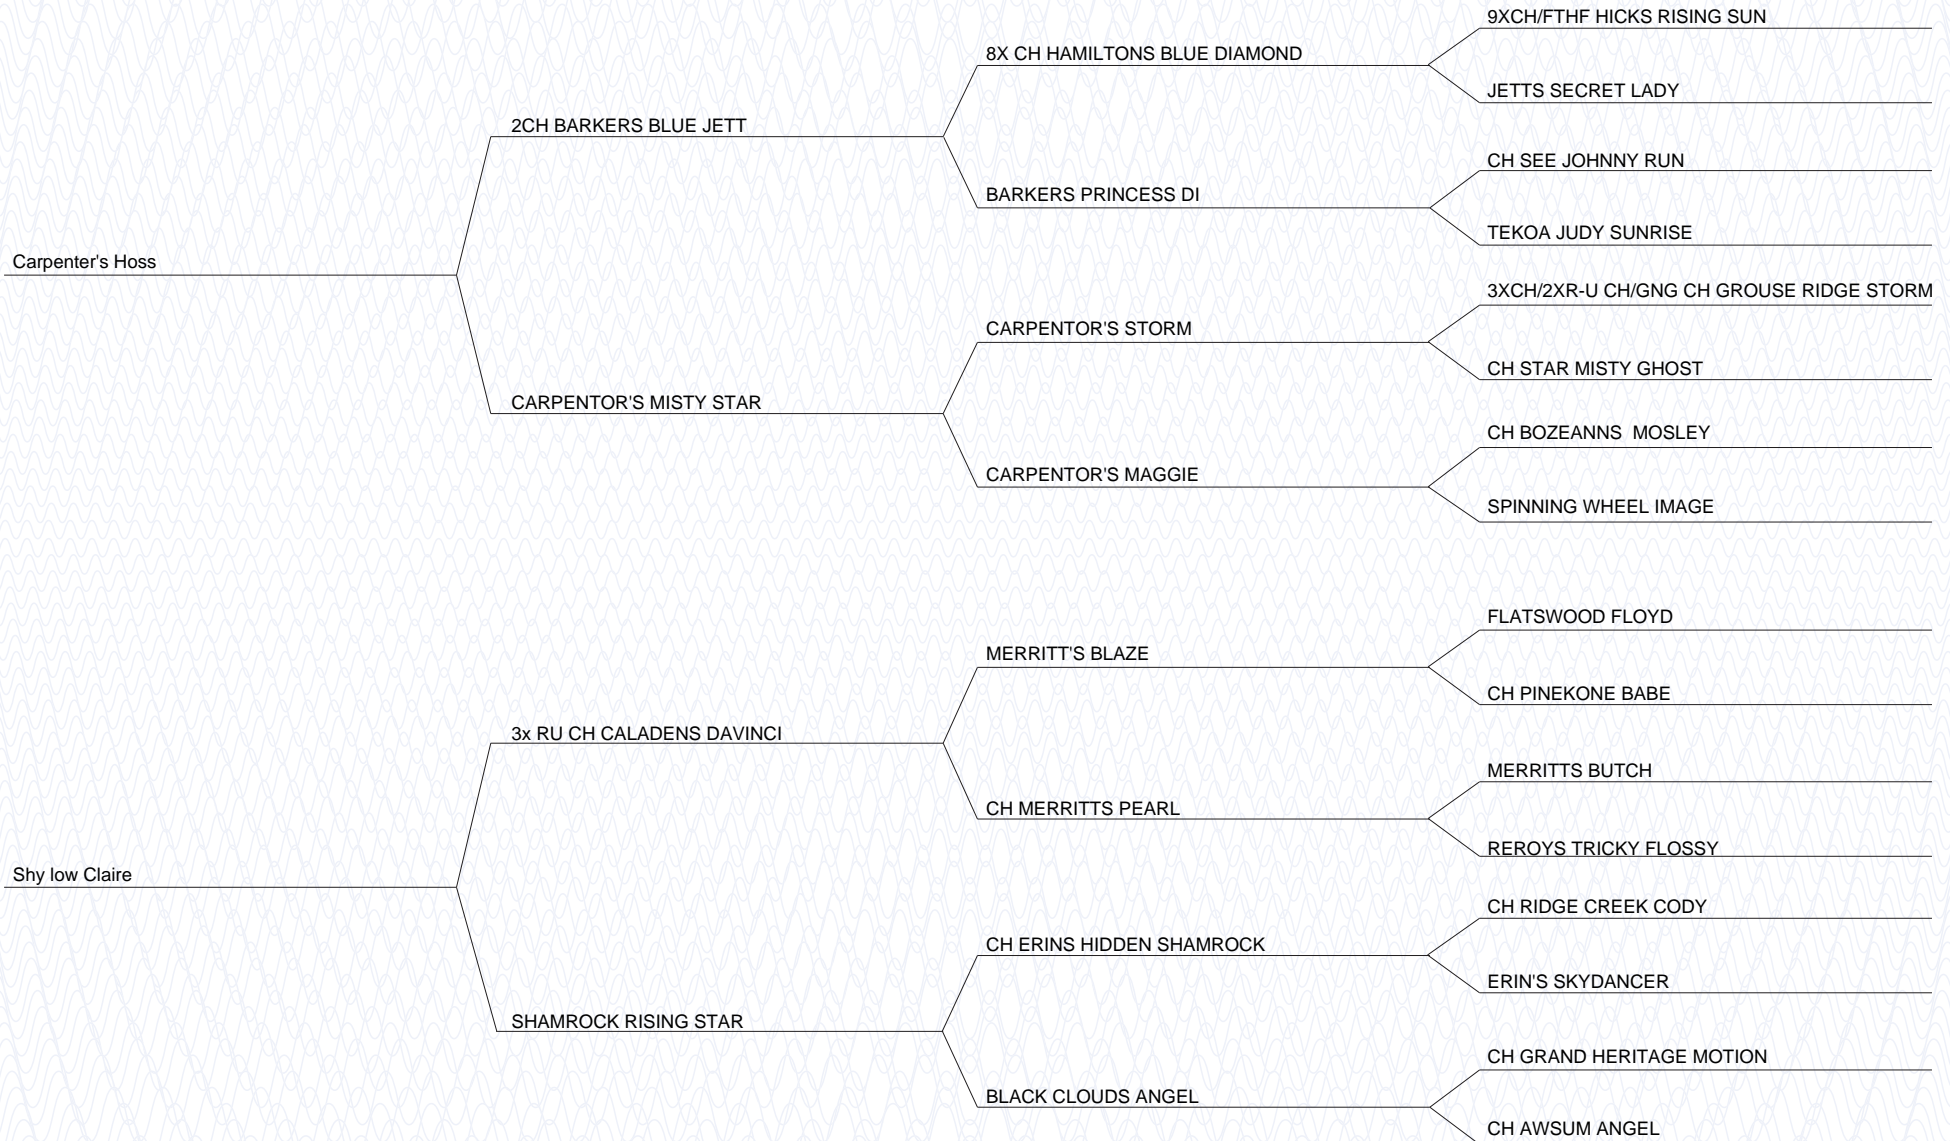 9XCH/FTHF HICKS RISING SUN
8X CH HAMILTONS BLUE DIAMOND
JETTS SECRET LADY
2CH BARKERS BLUE JETT
CH SEE JOHNNY RUN
BARKERS PRINCESS DI
TEKOA JUDY SUNRISE
Carpenter's Hoss
3XCH/2XR-U CH/GNG CH GROUSE RIDGE STORM
CARPENTOR'S STORM
CH STAR MISTY GHOST
CARPENTOR'S MISTY STAR
CH BOZEANNS  MOSLEY
CARPENTOR'S MAGGIE
SPINNING WHEEL IMAGE
FLATSWOOD FLOYD
MERRITT'S BLAZE
CH PINEKONE BABE
3x RU CH CALADENS DAVINCI
MERRITTS BUTCH
CH MERRITTS PEARL
REROYS TRICKY FLOSSY
Shy low Claire
CH RIDGE CREEK CODY
CH ERINS HIDDEN SHAMROCK
ERIN'S SKYDANCER
SHAMROCK RISING STAR
CH GRAND HERITAGE MOTION
BLACK CLOUDS ANGEL
CH AWSUM ANGEL